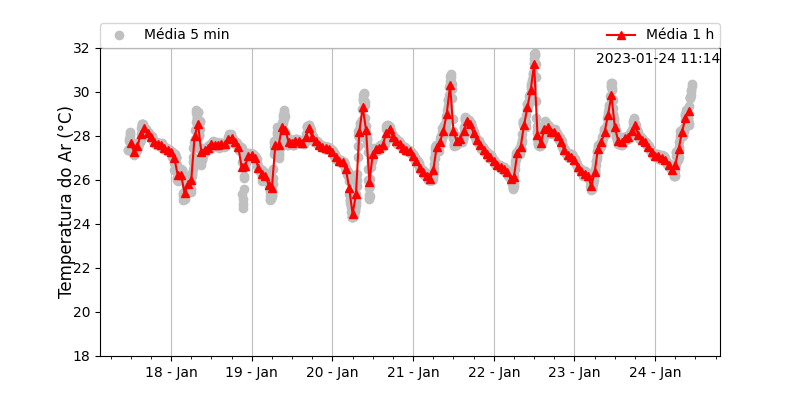 Média 5 min
Média 1 h
2023-01-24 11:14
Temperatura do Ar (°C)
32
30
28
26
24
22
20
18
18 - Jan
19 - Jan
20 - Jan
21 - Jan
22 - Jan
23 - Jan
24 - Jan